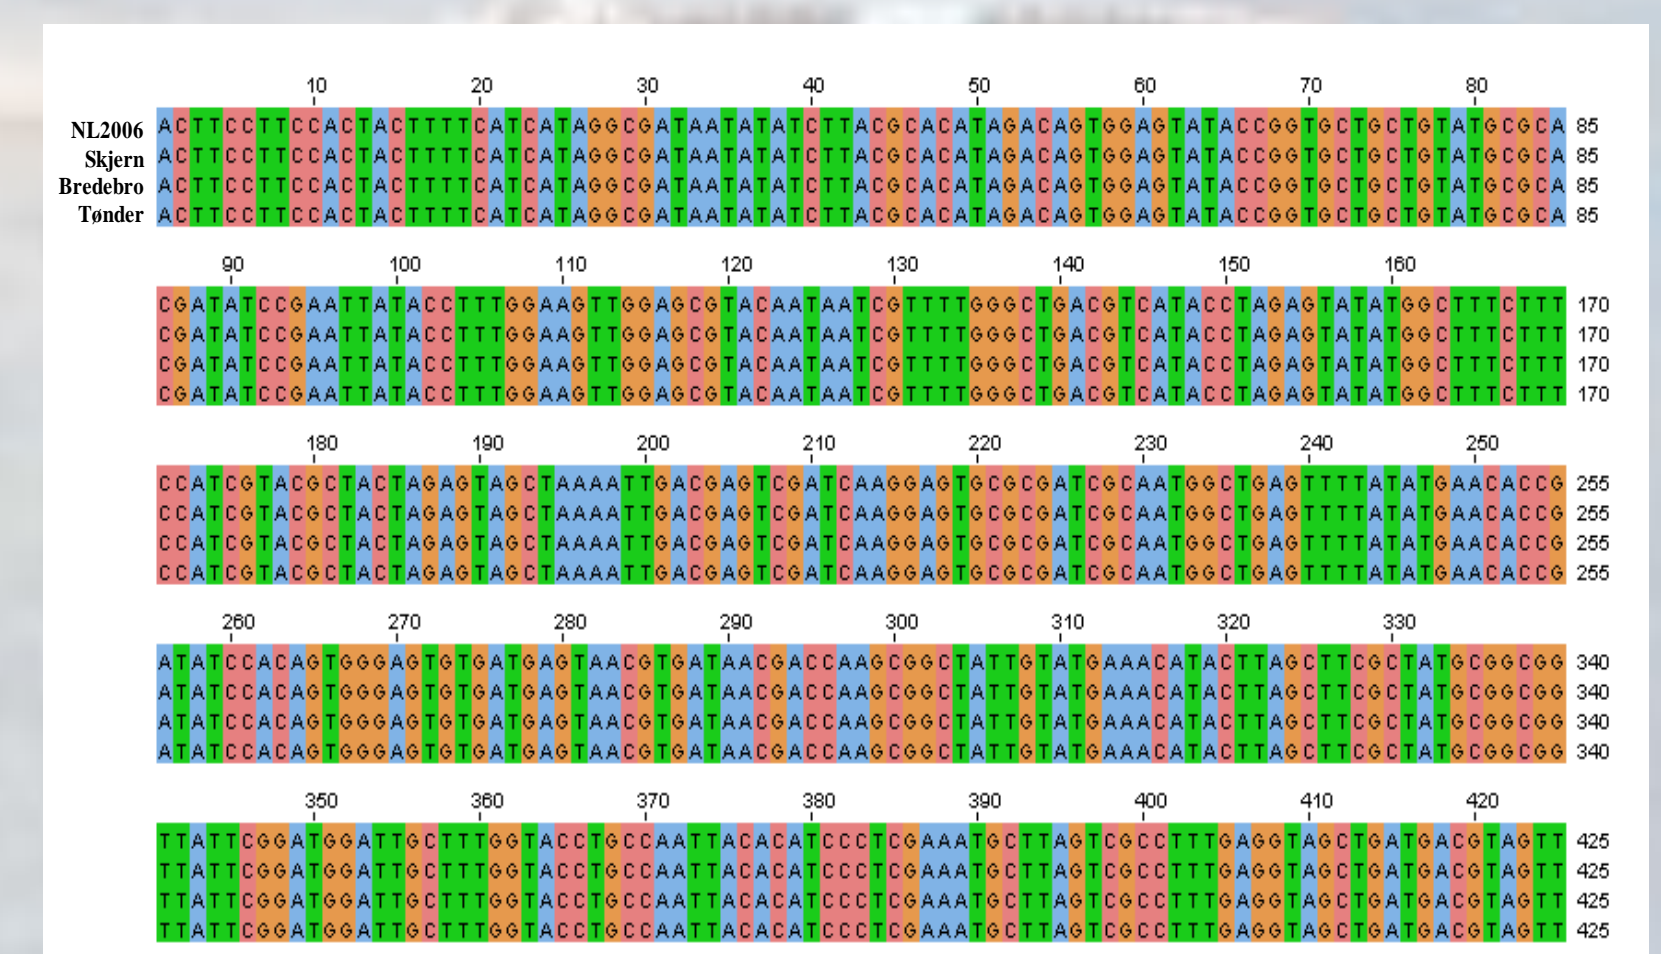 10 20 30 40 50 60 70 80
NL2006 ACTTCCTTCCACTACTTTTCATCATAGGCGATAATATATCTTACGCACATAGACAGTGGAGTATACCGGTGCTGCTGTATGCGCA 85
Skjern ACTTCCTTCCACTACTTTTCATCATAGGCGATAATATATCTTACGCACATAGACAGTGGAGTATACCGGTGCTGCTGTATGCGCA 85
Bredebro ACTTCCTTCCACTACTTTTCATCATAGGCGATAATATATCTTACGCACATAGACAGTGGAGTATACCGGTGCTGCTGTATGCGCA 85
Tønder ACTTCCTTCCACTACTTTTCATCATAGGCGATAATATATCTTACGCACATAGACAGTGGAGTATACCGGTGCTGCTGTATGCGCA 85
90 100 110 120 130 140 150 160
CGATATCCGAATTATACCTTTGGAAGTTGGAGCGTACAATAATCGTTTTGGGCTGACGTCATACCTAGAGTATATGGCTTTCTTT 170
CGATATCCGAATTATACCTTTGGAAGTTGGAGCGTACAATAATCGTTTTGGGCTGACGTCATACCTAGAGTATATGGCTTTCTTT 170
CGATATCCGAATTATACCTTTGGAAGTTGGAGCGTACAATAATCGTTTTGGGCTGACGTCATACCTAGAGTATATGGCTTTCTTT 170
CGATATCCGAATTATACCTTTGGAAGTTGGAGCGTACAATAATCGTTTTGGGCTGACGTCATACCTAGAGTATATGGCTTTCTTT 170
180 190 200 210 220 230 240 250
CCATCGTACGCTACTAGAGTAGCTAAAATTGACGAGTCGATCAAGGAGTGCGCGATCGCAATGGCTGAGTTTTATATGAACACCG 255
CCATCGTACGCTACTAGAGTAGCTAAAATTGACGAGTCGATCAAGGAGTGCGCGATCGCAATGGCTGAGTTTTATATGAACACCG 255
CCATCGTACGCTACTAGAGTAGCTAAAATTGACGAGTCGATCAAGGAGTGCGCGATCGCAATGGCTGAGTTTTATATGAACACCG 255
CCATCGTACGCTACTAGAGTAGCTAAAATTGACGAGTCGATCAAGGAGTGCGCGATCGCAATGGCTGAGTTTTATATGAACACCG 255
260 270 280 290 300 310 320 330
ATATCCACAGTGGGAGTGTGATGAGTAACGTGATAACGACCAAGCGGCTATTGTATGAAACATACTTAGCTTCGCTATGCGGCGG 340
ATATCCACAGTGGGAGTGTGATGAGTAACGTGATAACGACCAAGCGGCTATTGTATGAAACATACTTAGCTTCGCTATGCGGCGG 340
ATATCCACAGTGGGAGTGTGATGAGTAACGTGATAACGACCAAGCGGCTATTGTATGAAACATACTTAGCTTCGCTATGCGGCGG 340
ATATCCACAGTGGGAGTGTGATGAGTAACGTGATAACGACCAAGCGGCTATTGTATGAAACATACTTAGCTTCGCTATGCGGCGG 340
350 360 370 380 390 400 410 420
TTATTCGGATGGATTGCTTTGGTACCTGCCAATTACACATCCCTCGAAATGCTTAGTCGCCTTTGAGGTAGCTGATGACGTAGTT 425
TTATTCGGATGGATTGCTTTGGTACCTGCCAATTACACATCCCTCGAAATGCTTAGTCGCCTTTGAGGTAGCTGATGACGTAGTT 425
TTATTCGGATGGATTGCTTTGGTACCTGCCAATTACACATCCCTCGAAATGCTTAGTCGCCTTTGAGGTAGCTGATGACGTAGTT 425
TTATTCGGATGGATTGCTTTGGTACCTGCCAATTACACATCCCTCGAAATGCTTAGTCGCCTTTGAGGTAGCTGATGACGTAGTT 425